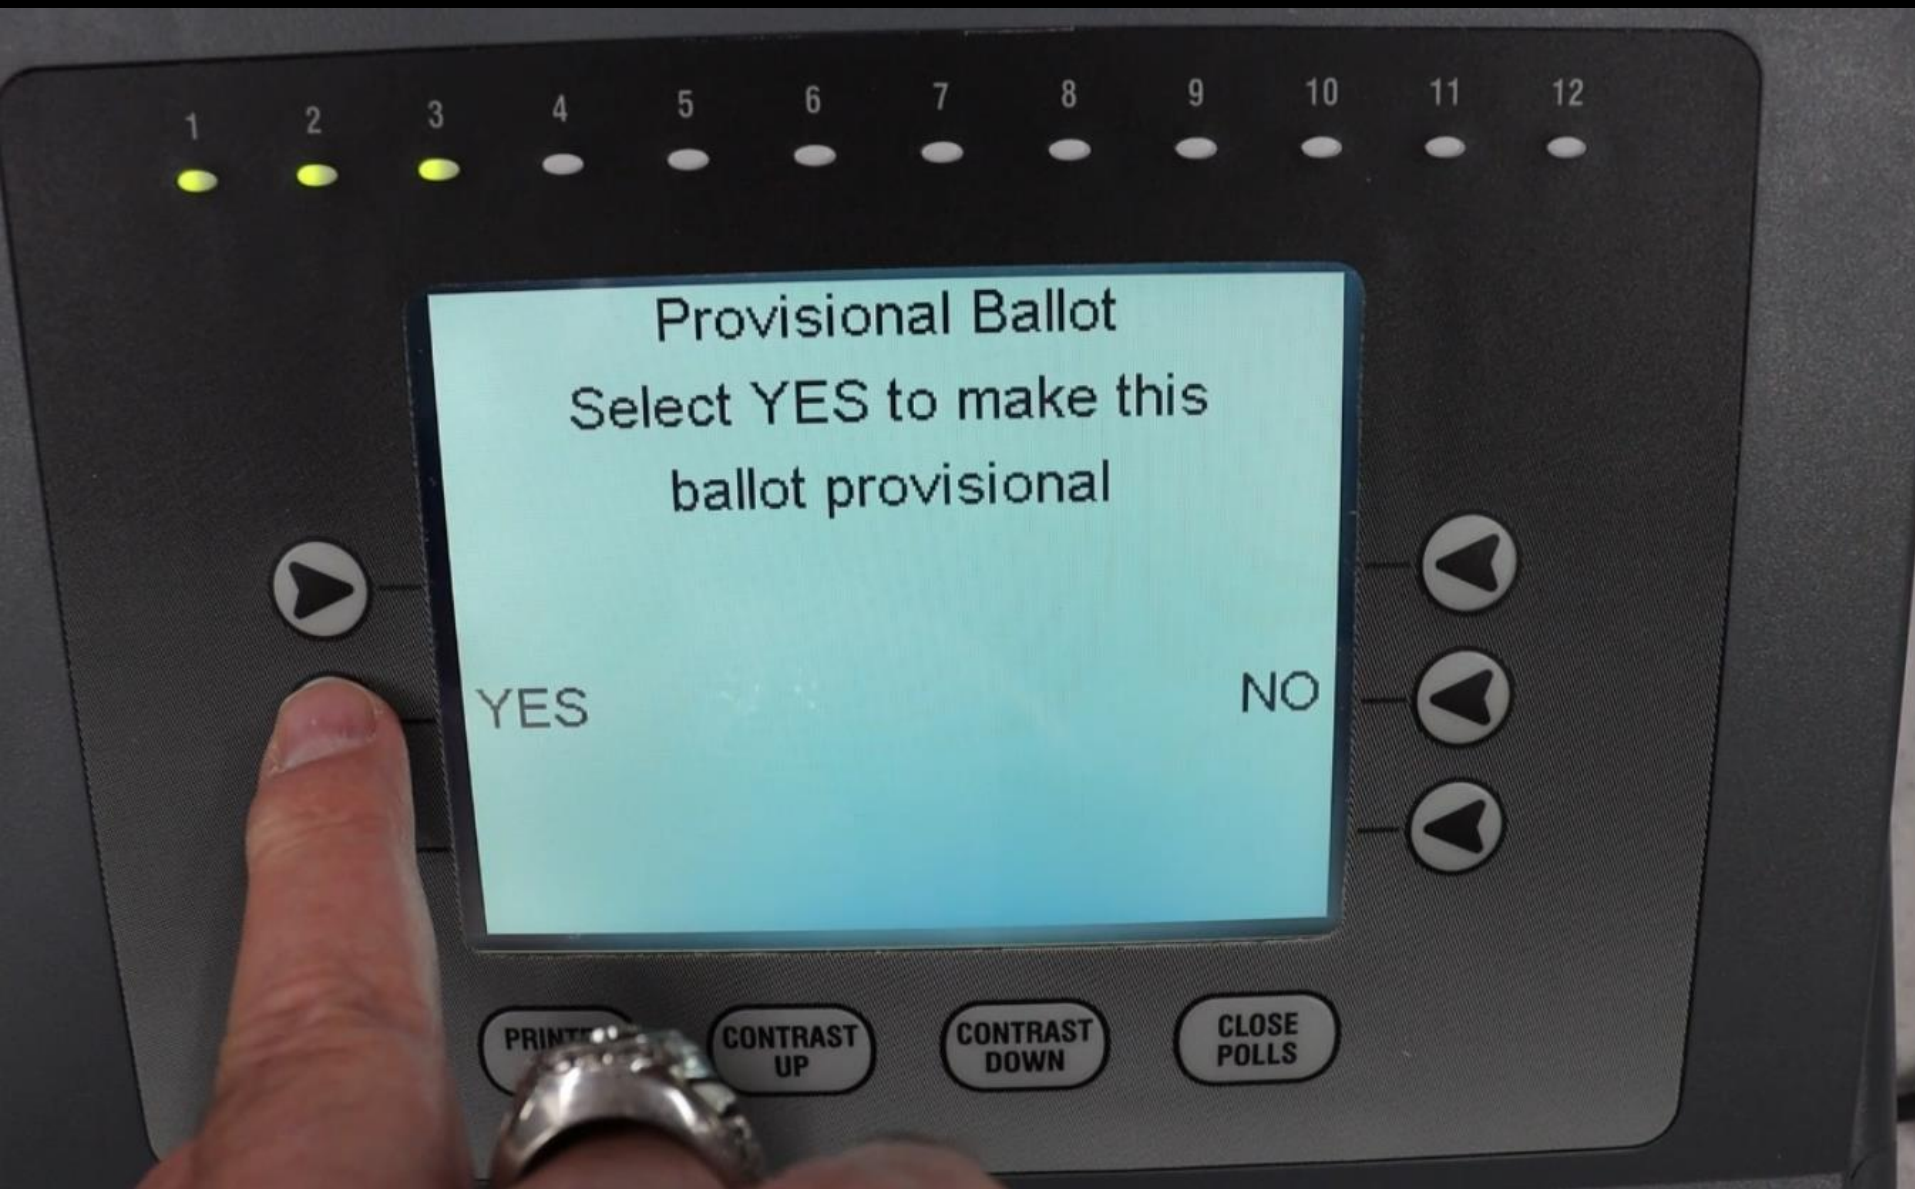 1 2 3 4 5 6 7 8 9 10 11 12
Provisional Ballot
Select YES to make this
ballot provisional
YES NO
CONTRAST UP
CONTRAST DOWN
CLOSE POLLS